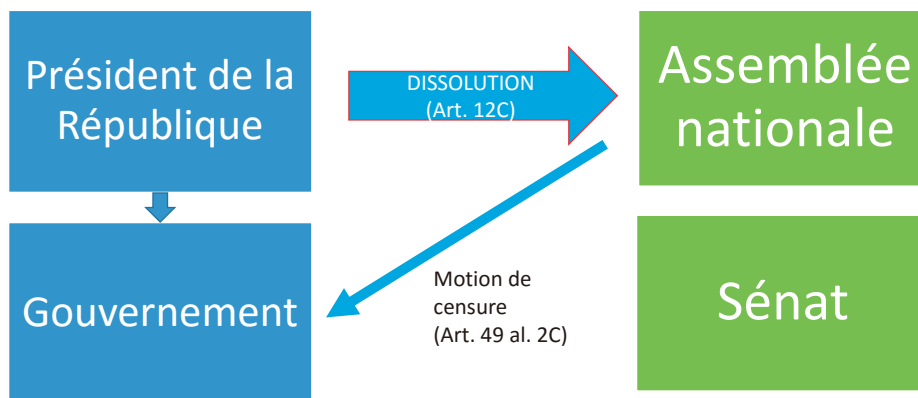 Président de la
République
DISSOLUTION
(Art. 12C)
Assemblée
nationale
Gouvernement
Motion de
censure
(Art. 49 al. 2C)
Sénat